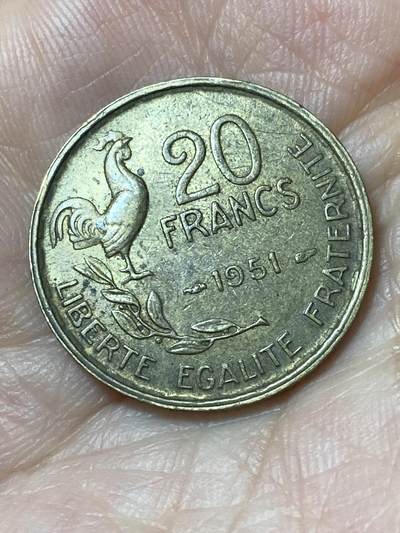 20
FRANCS
1951
LIBERTE EGALITE FRATERNITE